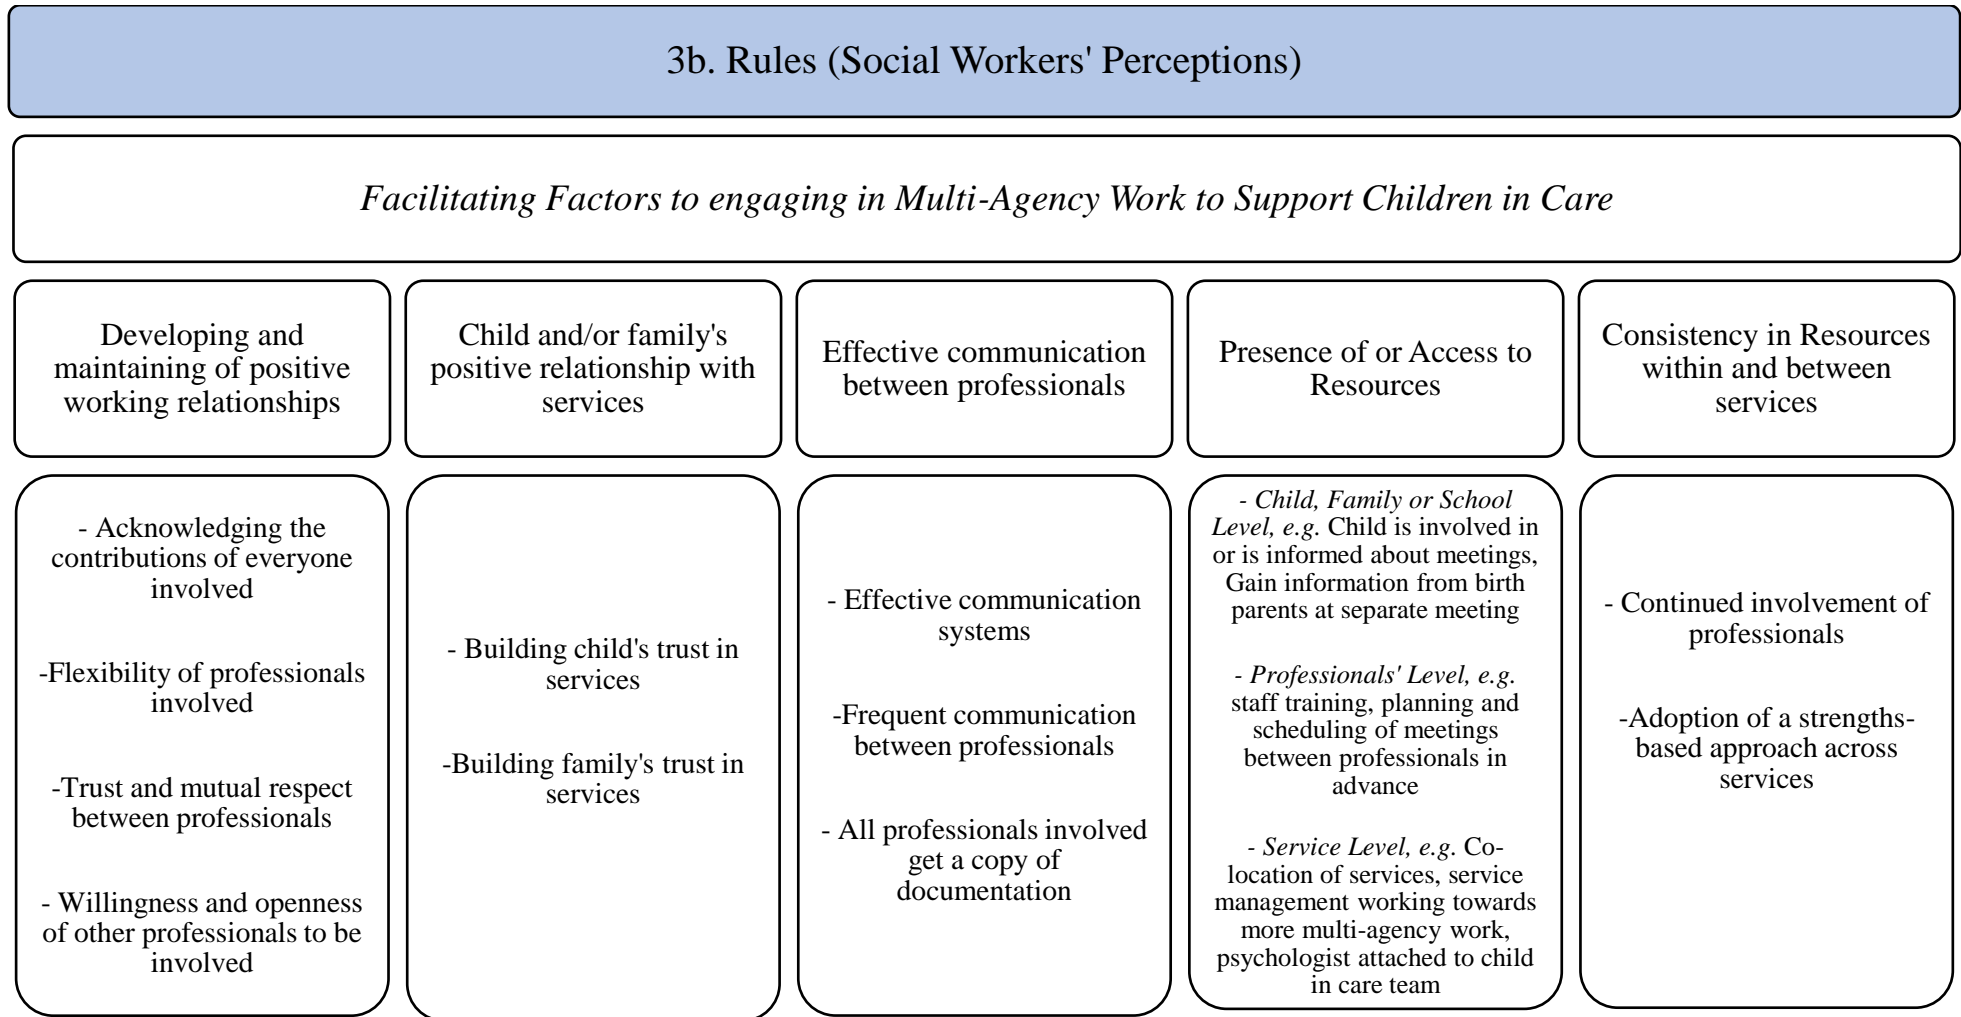 3b. Rules (Social Workers' Perceptions)
Facilitating Factors to engaging in Multi-Agency Work to Support Children in Care
Developing and
maintaining of positive
working relationships
Child and/or family's
positive relationship with
services
Effective communication
between professionals
Presence of or Access to
Resources
Consistency in Resources
within and between
services
- Acknowledging the
contributions of everyone
involved
-Flexibility of professionals
involved
-Trust and mutual respect
between professionals
- Willingness and openness
of other professionals to be
involved
- Building child's trust in
services
-Building family's trust in
services
- Effective communication
systems
-Frequent communication
between professionals
- All professionals involved
get a copy of
documentation
- Child, Family or School
Level, e.g. Child is involved in
or is informed about meetings,
Gain information from birth
parents at separate meeting
- Professionals' Level, e.g.
staff training, planning and
scheduling of meetings
between professionals in
advance
- Service Level, e.g. Co-
location of services, service
management working towards
more multi-agency work,
psychologist attached to child
in care team
- Continued involvement of
professionals
-Adoption of a strengths-
based approach across
services